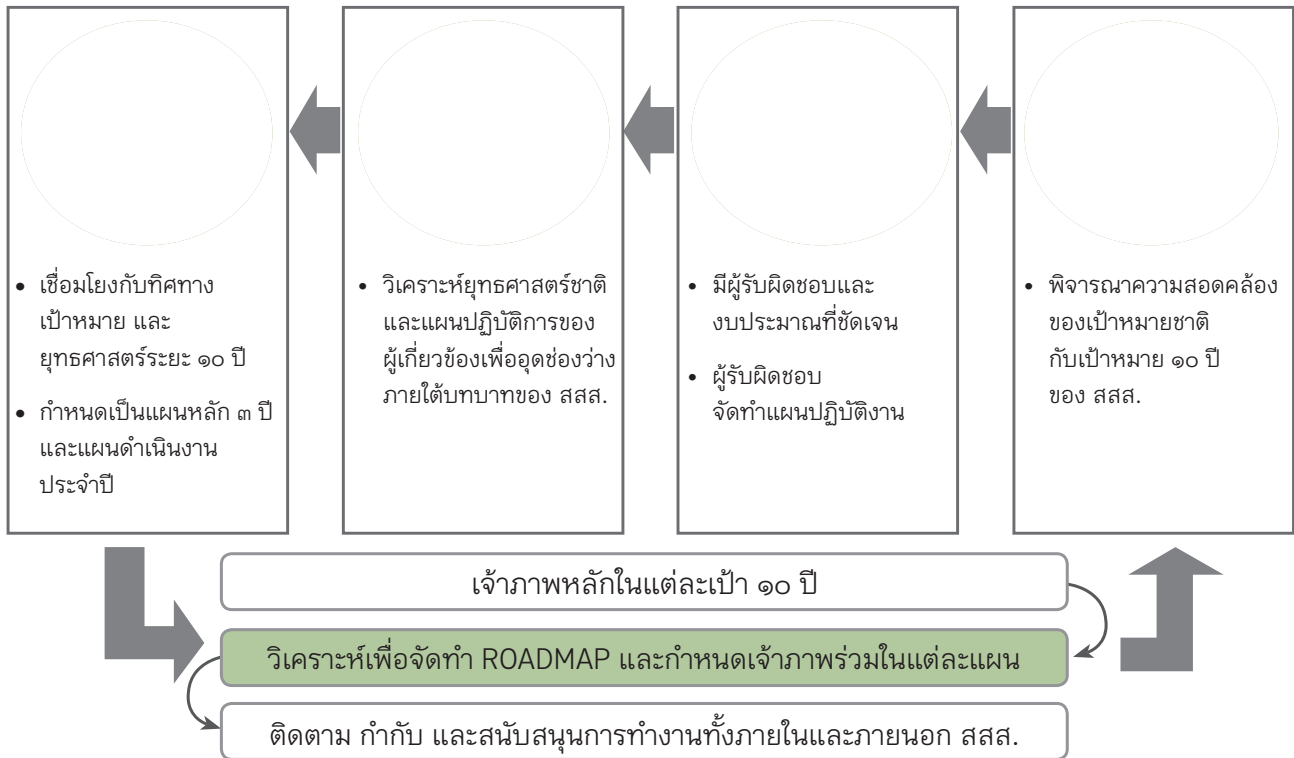 • เชื่อมโยงกับทิศทาง
เป้าหมาย และ
ยุทธศาสตร์ระยะ ๑๐ ปี
• กำหนดเป็นแผนหลัก ๓ ปี
และแผนดำเนินงาน
ประจำปี
• วิเคราะห์ยุทธศาสตร์ชาติ
และแผนปฏิบัติการของ
ผู้เกี่ยวข้องเพื่ออุดช่องว่าง
ภายใต้บทบาทของ สสส.
• มีผู้รับผิดชอบและ
งบประมาณที่ชัดเจน
• ผู้รับผิดชอบ
จัดทำแผนปฏิบัติงาน
• พิจารณาความสอดคล้อง
ของเป้าหมายชาติ
กับเป้าหมาย ๑๐ ปี
ของ สสส.
เจ้าภาพหลักในแต่ละเป้า ๑๐ ปี
วิเคราะห์เพื่อจัดทำ ROADMAP และกำหนดเจ้าภาพร่วมในแต่ละแผน
ติดตาม กำกับ และสนับสนุนการทำงานทั้งภายในและภายนอก สสส.